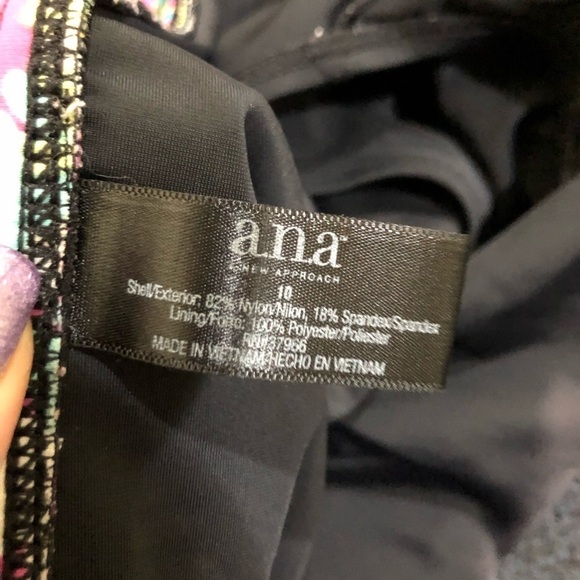 a.n.a™
A NEW APPROACH
10
Shell/Exterior: 82% Nylon/Nilon, 18% Spandex/Spandex
Lining/Forro: 100% Polyester/Poliester
RN#37966
MADE IN VIETNAM/HECHO EN VIETNAM